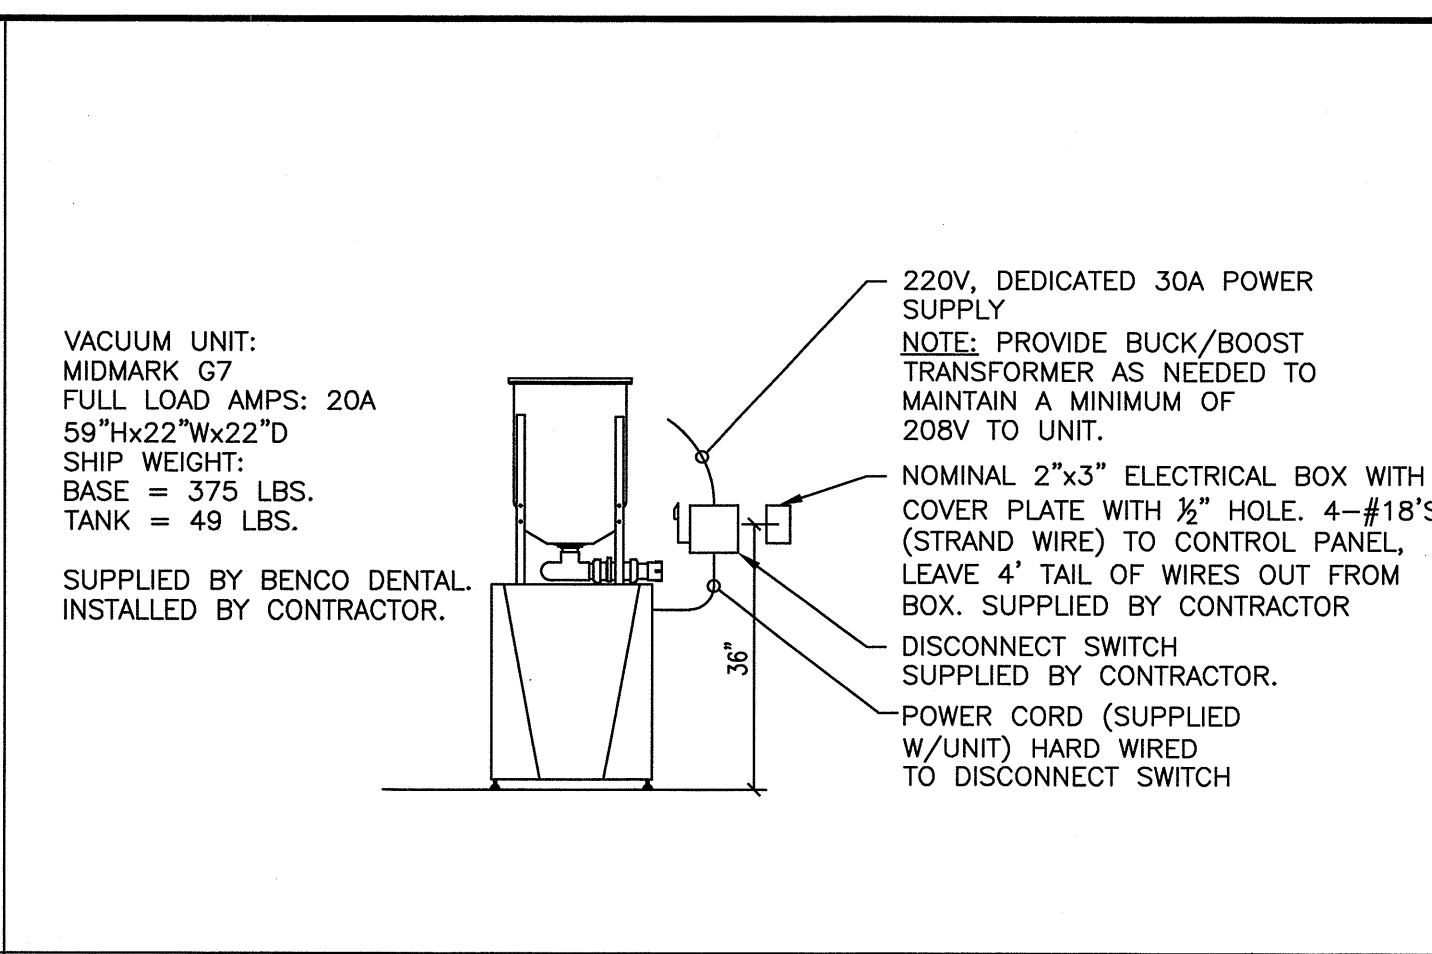 VACUUM UNIT:
MIDMARK G7
FULL LOAD AMPS: 20A
59"Hx22"Wx22"D
SHIP WEIGHT:
BASE = 375 LBS.
TANK = 49 LBS.
SUPPLIED BY BENCO DENTAL.
INSTALLED BY CONTRACTOR.
36"
220V, DEDICATED 30A POWER
SUPPLY
NOTE: PROVIDE BUCK/BOOST
TRANSFORMER AS NEEDED TO
MAINTAIN A MINIMUM OF
208V TO UNIT.
NOMINAL 2"x3" ELECTRICAL BOX WITH
COVER PLATE WITH ½" HOLE. 4-#18'S
(STRAND WIRE) TO CONTROL PANEL,
LEAVE 4' TAIL OF WIRES OUT FROM
BOX. SUPPLIED BY CONTRACTOR
DISCONNECT SWITCH
SUPPLIED BY CONTRACTOR.
POWER CORD (SUPPLIED
W/UNIT) HARD WIRED
TO DISCONNECT SWITCH